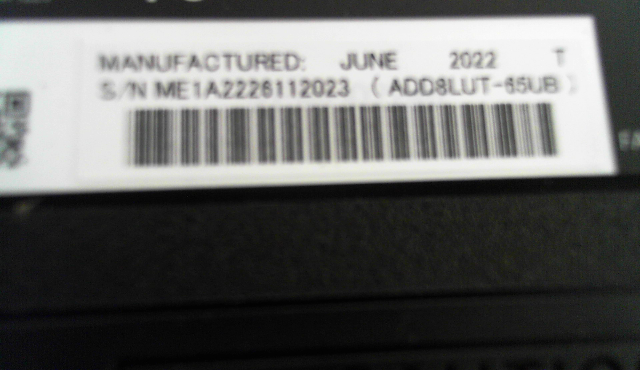 MANUFACTURED: JUNE 2022 T
S/N ME1A2226112023 (ADD8LUT-65UB)